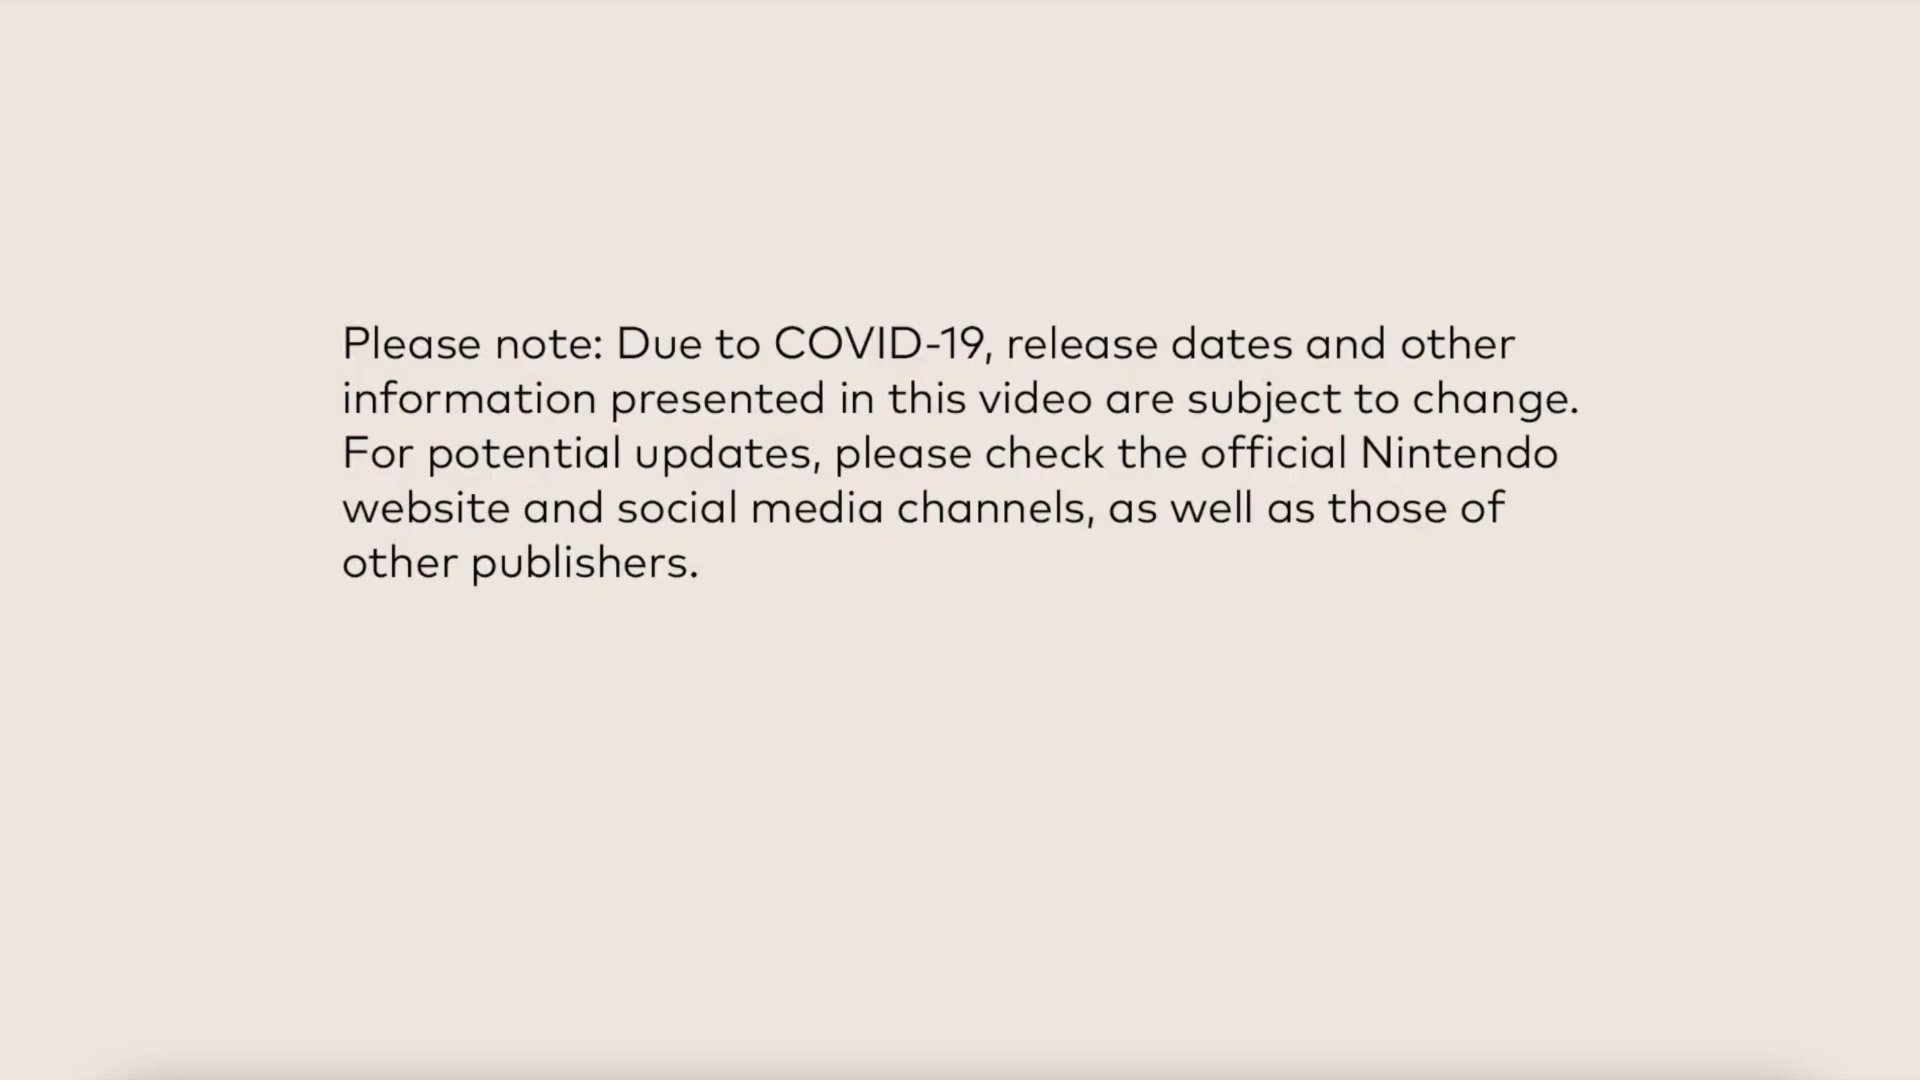 Please note: Due to COVID-19, release dates and other
information presented in this video are subject to change.
For potential updates, please check the official Nintendo
website and social media channels, as well as those of
other publishers.